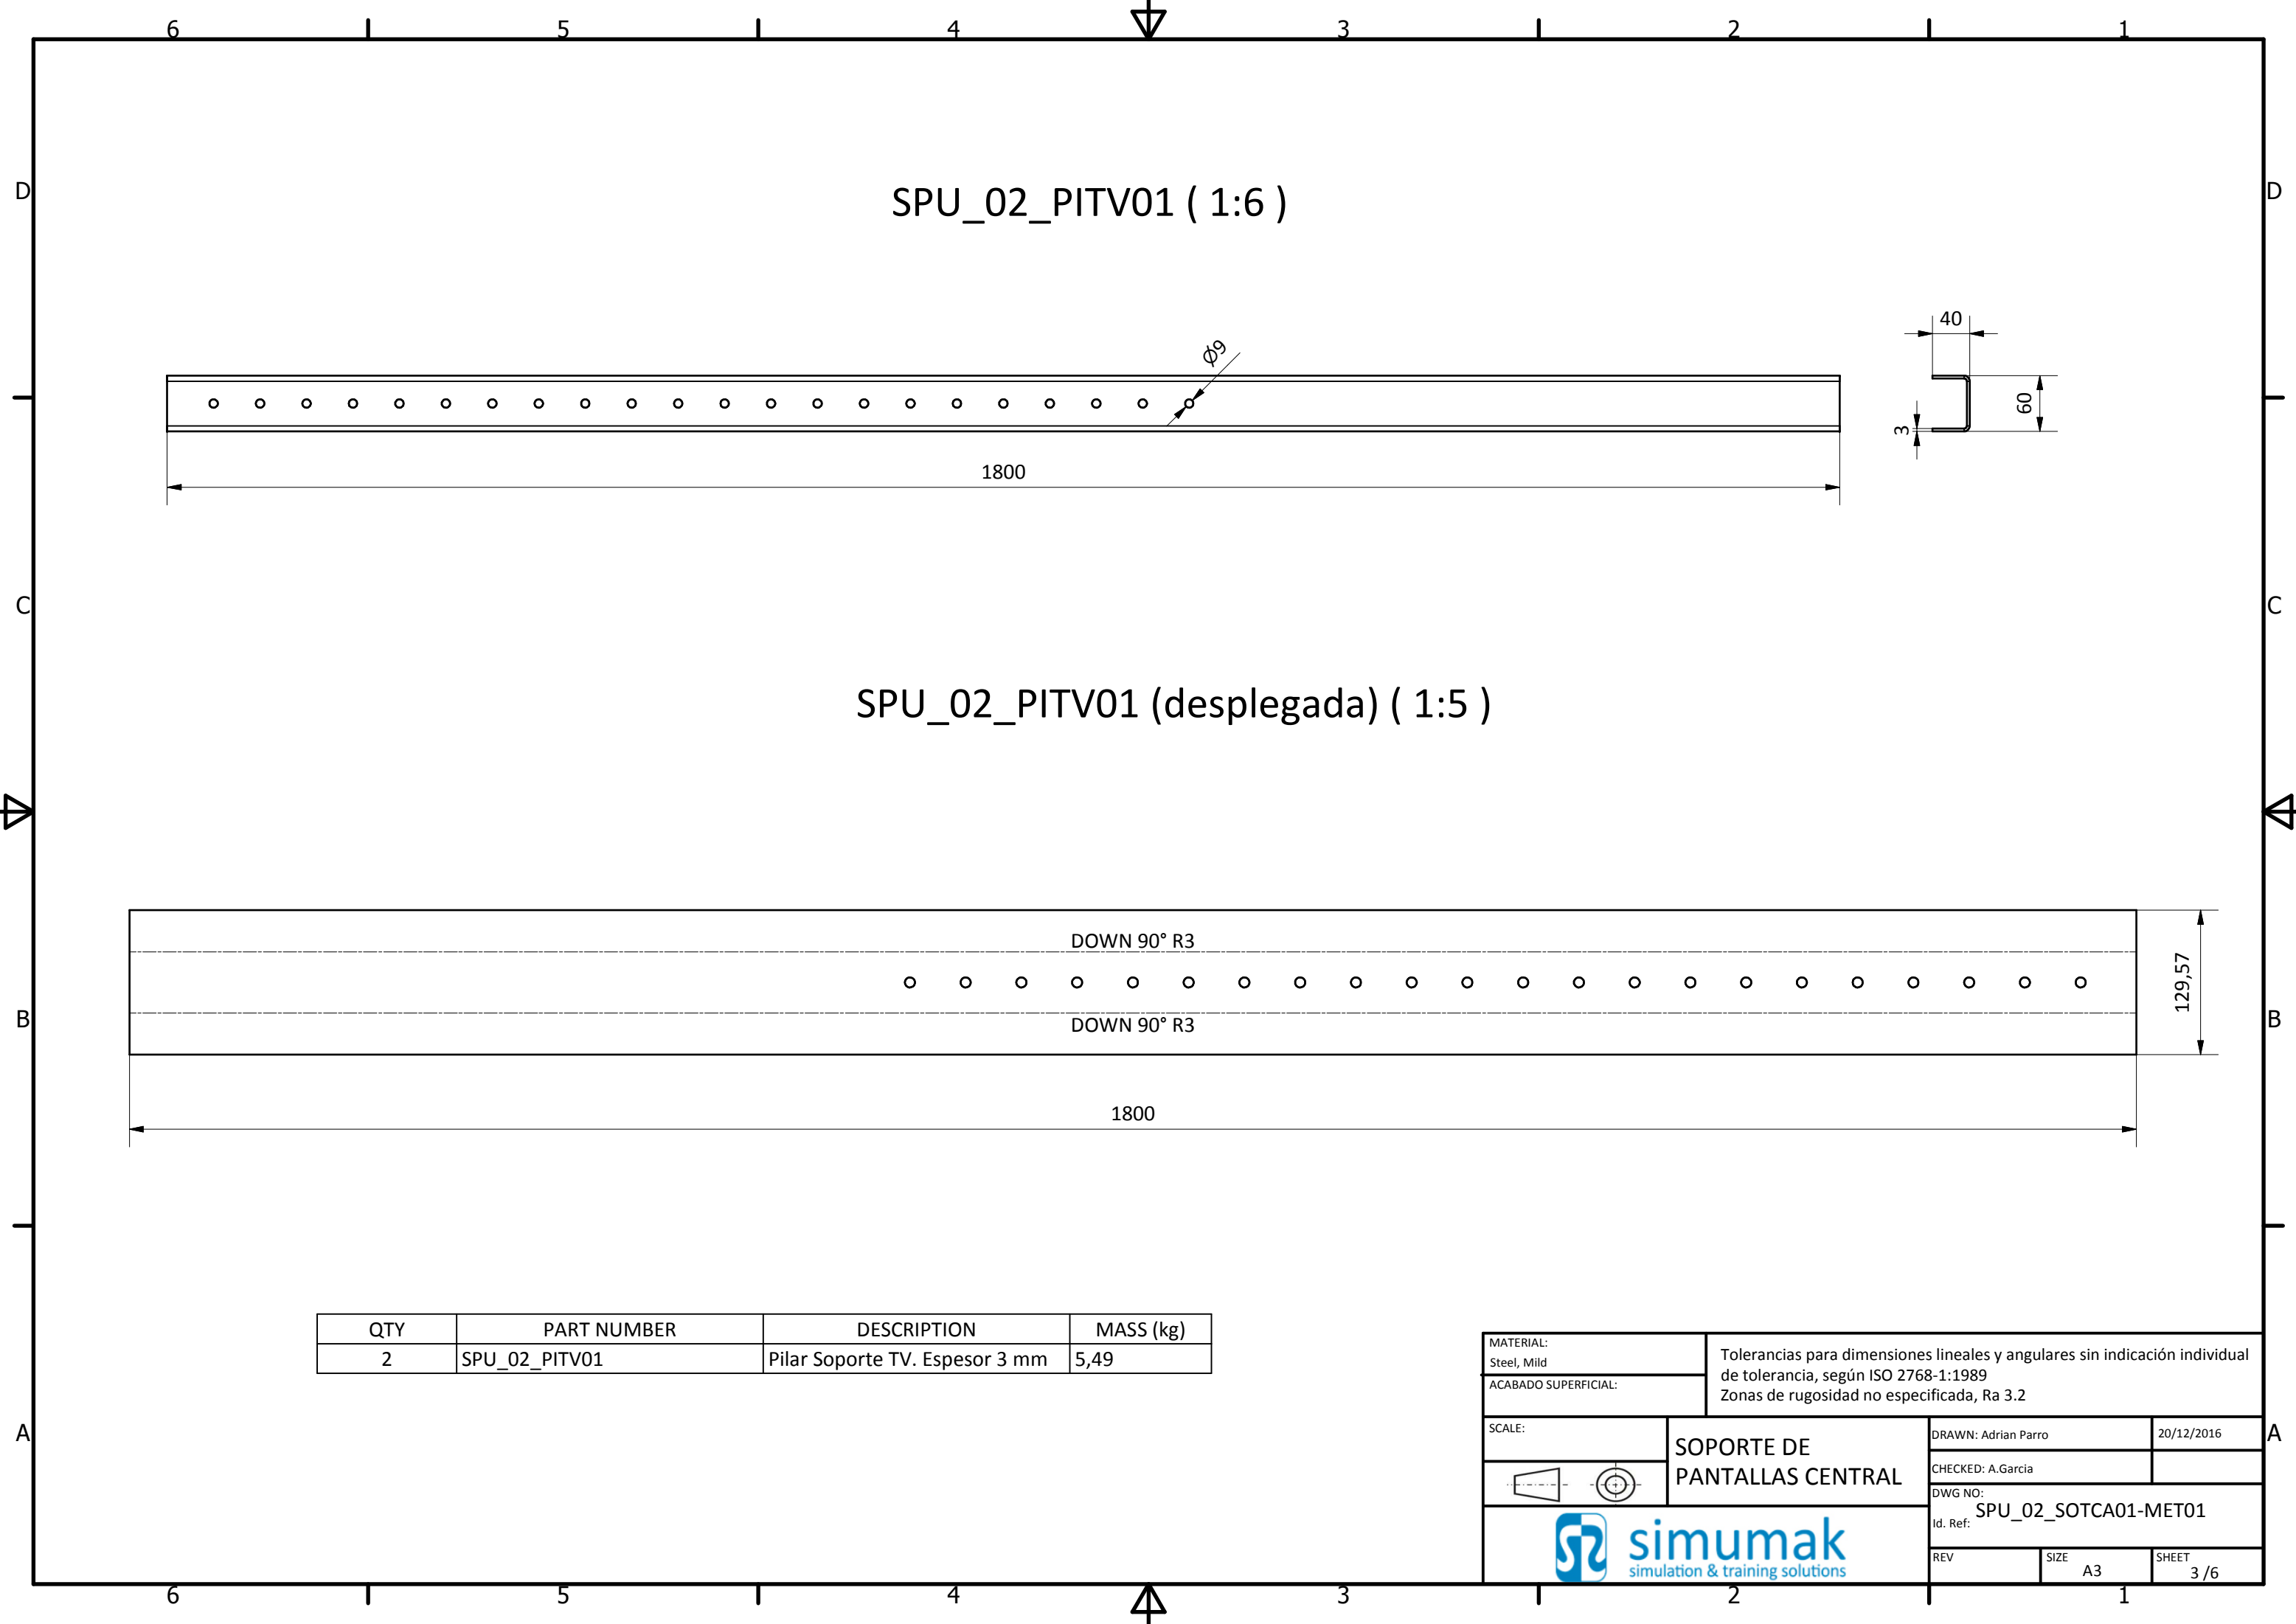 6 5 4 3 2 1
D D
SPU_02_PITV01 ( 1:6 )
40
Ø9
60
3
1800
C C
SPU_02_PITV01 (desplegada) ( 1:5 )
DOWN 90° R3
129,57
B B
DOWN 90° R3
1800
QTY PART NUMBER DESCRIPTION MASS (kg)
2 SPU_02_PITV01 Pilar Soporte TV. Espesor 3 mm 5,49
MATERIAL:
Steel, Mild
ACABADO SUPERFICIAL:
Tolerancias para dimensiones lineales y angulares sin indicación individual
de tolerancia, según ISO 2768-1:1989
Zonas de rugosidad no especificada, Ra 3.2
A A
SCALE:
SOPORTE DE
PANTALLAS CENTRAL
DRAWN: Adrian Parro 20/12/2016
CHECKED: A.Garcia
DWG NO:
Id. Ref: SPU_02_SOTCA01-MET01
simumak
simulation & training solutions
REV SIZE SHEET
A3 3 /6
6 5 4 3 2 1